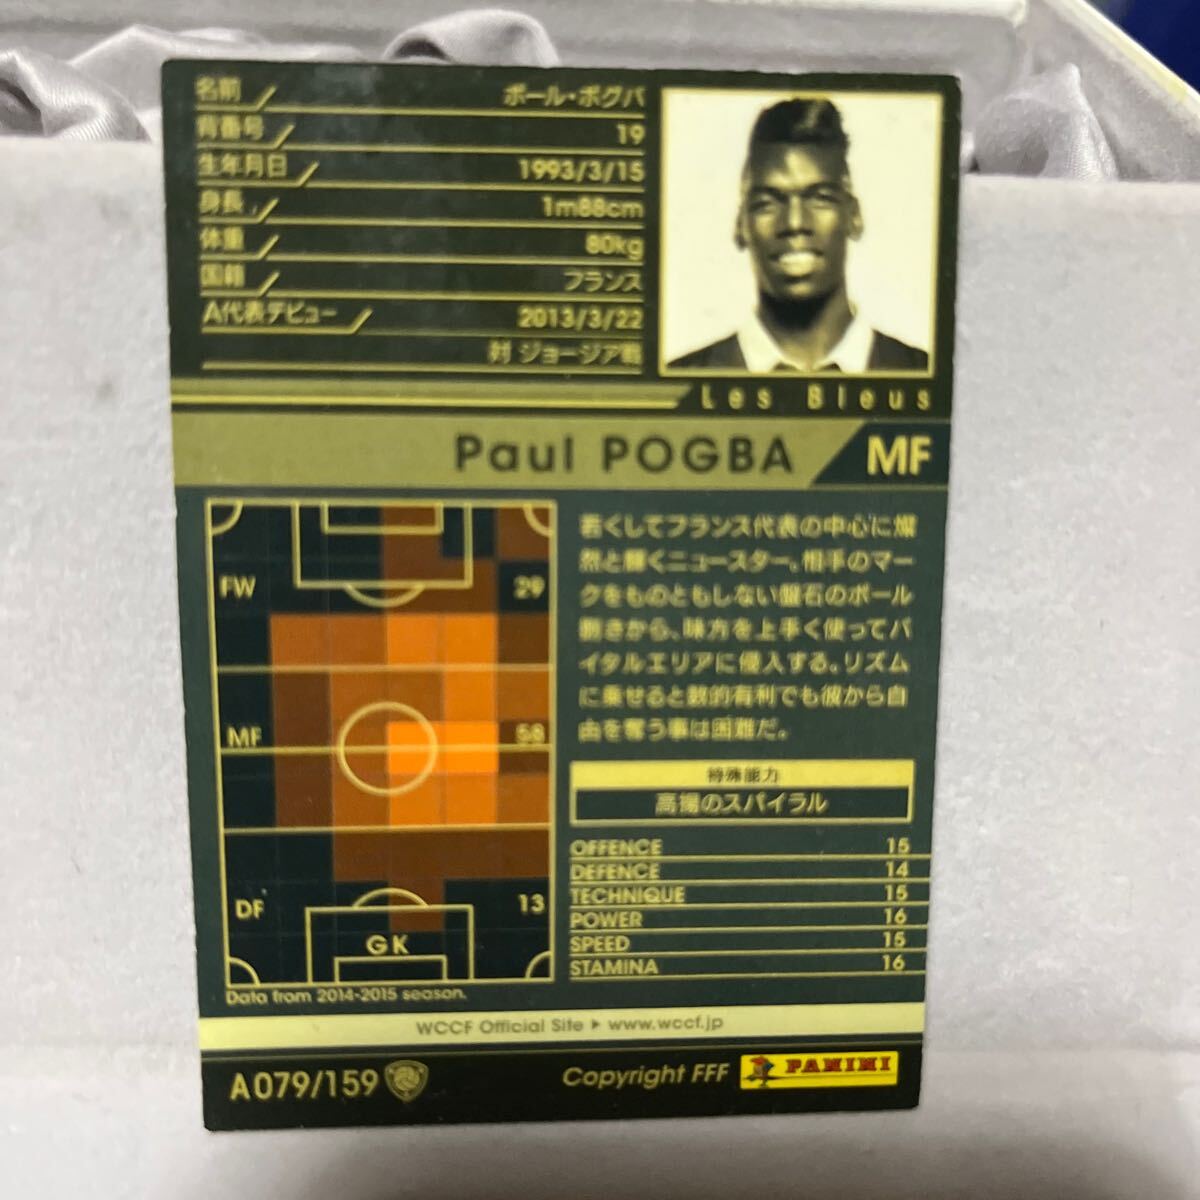 名前 ポール・ポグバ
背番号 19
生年月日 1993/3/15
身長 1m88cm
体重 80kg
国籍 フランス
A代表デビュー 2013/3/22
対 ジョージア戦
Les Bleus
Paul POGBA MF
FW 29
MF 58
DF 13
GK
Data from 2014-2015 season.
若くしてフランス代表の中心に燦
然と輝くニュースター。相手のマー
クをものともしない盤石のボール
捌きから、味方を上手く使ってバ
イタルエリアに侵入する。リズム
に乗せると数的有利でも彼から自
由を奪う事は困難だ。
特殊能力
高揚のスパイラル
OFFENCE 15
DEFENCE 14
TECHNIQUE 15
POWER 16
SPEED 15
STAMINA 16
WCCF Official Site ▶ www.wccf.jp
A079/159
Copyright FFF
PANINI